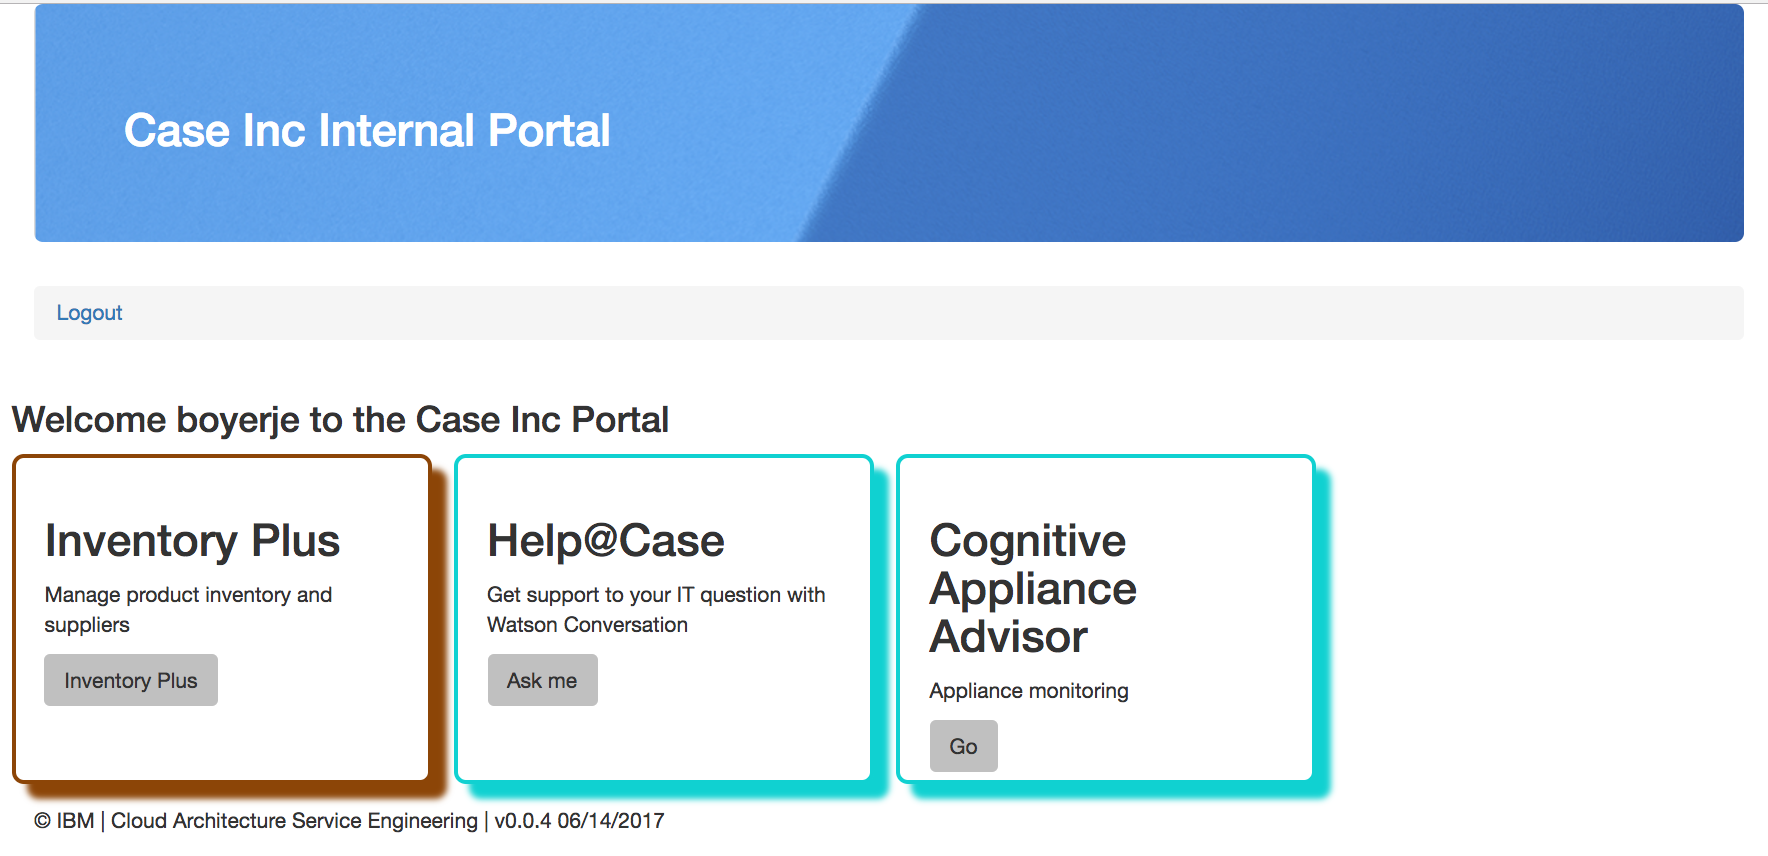 Case Inc Internal Portal
Logout
Welcome boyerje to the Case Inc Portal
Inventory Plus
Manage product inventory and
suppliers
Inventory Plus
Help@Case
Get support to your IT question with
Watson Conversation
Ask me
Cognitive
Appliance
Advisor
Appliance monitoring
Go
© IBM | Cloud Architecture Service Engineering | v0.0.4 06/14/2017